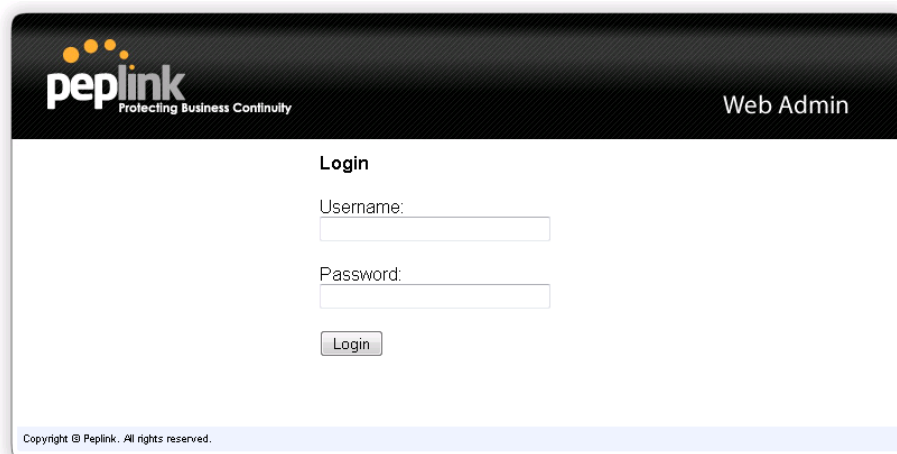 peplink
Protecting Business Continuity
Web Admin
Login
Username:
Password:
Login
Copyright © Peplink. All rights reserved.